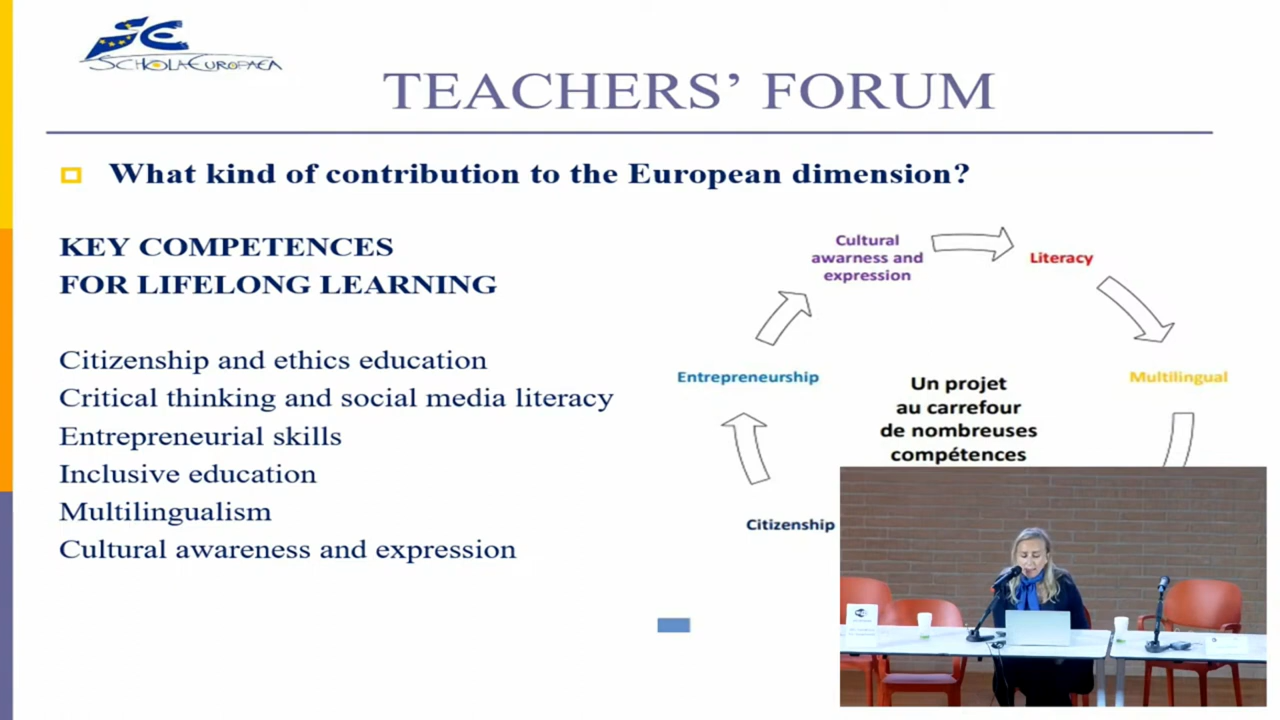 SCHOLA EUROPAEA
TEACHERS' FORUM
What kind of contribution to the European dimension?
KEY COMPETENCES
FOR LIFELONG LEARNING
Citizenship and ethics education
Critical thinking and social media literacy
Entrepreneurial skills
Inclusive education
Multilingualism
Cultural awareness and expression
Cultural
awarness and
expression
Literacy
Multilingual
Entrepreneurship
Un projet
au carrefour
de nombreuses
compétences
Citizenship